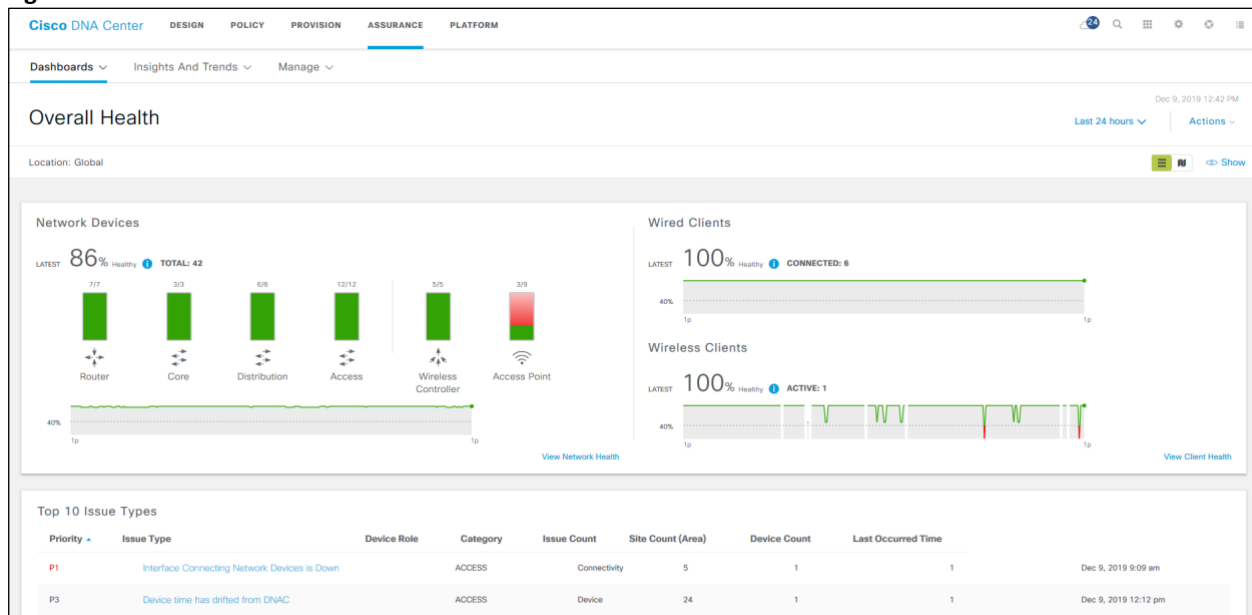 Cisco DNA Center DESIGN POLICY PROVISION ASSURANCE PLATFORM 24
Dashboards Insights And Trends Manage
Dec 9, 2019 12:42 PM
Overall Health
Last 24 hours Actions
Location: Global
Show
Network Devices
LATEST 86% Healthy TOTAL: 42
7/7 3/3 6/6 12/12 5/5 3/9
Router Core Distribution Access Wireless Controller Access Point
40%
1p 1p
View Network Health
Wired Clients
LATEST 100% Healthy CONNECTED: 6
40%
1p 1p
Wireless Clients
LATEST 100% Healthy ACTIVE: 1
40%
1p 1p
View Client Health
Top 10 Issue Types
Priority Issue Type Device Role Category Issue Count Site Count (Area) Device Count Last Occurred Time
P1 Interface Connecting Network Devices is Down ACCESS Connectivity 5 1 1 Dec 9, 2019 9:09 am
P3 Device time has drifted from DNAC ACCESS Device 24 1 1 Dec 9, 2019 12:12 pm